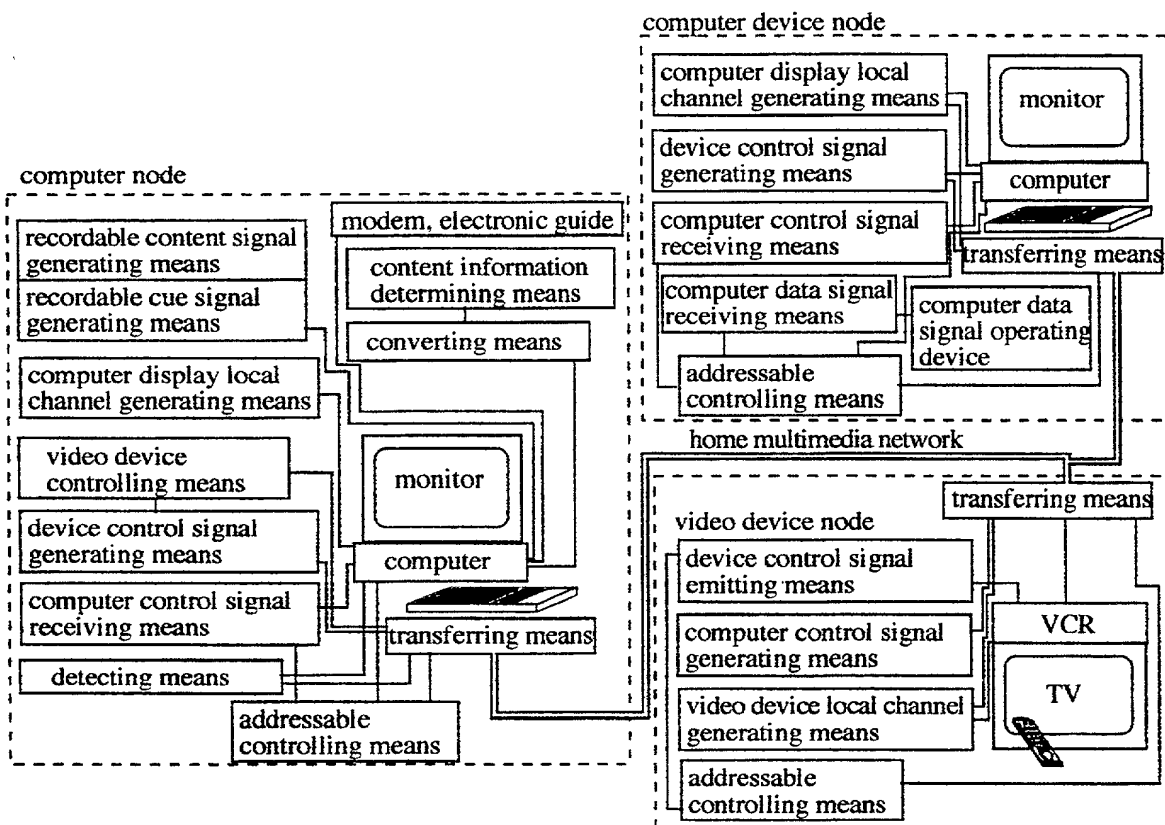 computer device node
computer display local
channel generating means
device control signal
generating means
computer control signal
receiving means
computer data signal
receiving means
computer data
signal operating
device
addressable
controlling means
monitor
computer
transferring means
computer node
recordable content signal
generating means
recordable cue signal
generating means
computer display local
channel generating means
video device
controlling means
device control signal
generating means
computer control signal
receiving means
detecting means
addressable
controlling means
modem, electronic guide
content information
determining means
converting means
monitor
computer
transferring means
home multimedia network
transferring means
video device node
device control signal
emitting means
computer control signal
generating means
video device local channel
generating means
addressable
controlling means
VCR
TV